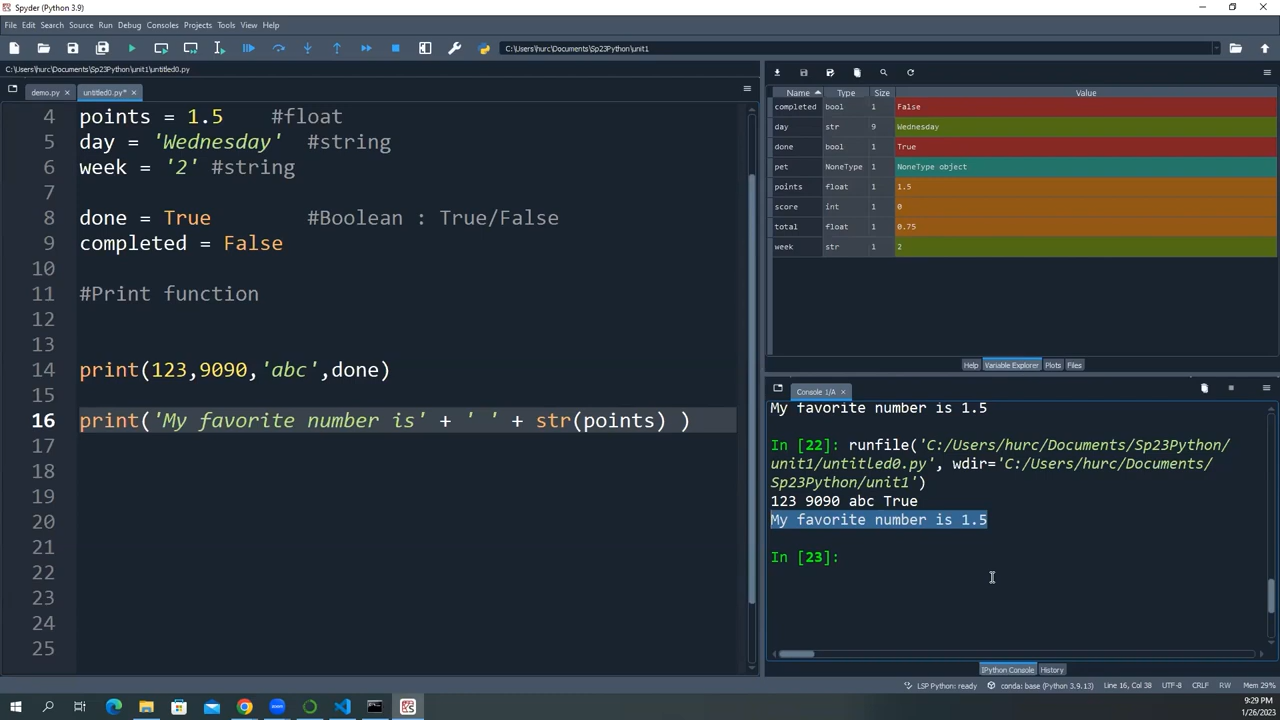 Spyder (Python 3.9)
File Edit Search Source Run Debug Consoles Projects Tools View Help
C:\Users\hurc\Documents\Sp23Python\unit1
C:\Users\hurc\Documents\Sp23Python\unit1\untitled0.py
demo.py untitled0.py*
4 points = 1.5 #float
5 day = 'Wednesday' #string
6 week = '2' #string
7
8 done = True #Boolean : True/False
9 completed = False
10
11 #Print function
12
13
14 print(123,9090,'abc',done)
15
16 print('My favorite number is' + ' ' + str(points) )
17
18
19
20
21
22
23
24
25
Name Type Size Value
completed bool 1 False
day str 9 Wednesday
done bool 1 True
pet NoneType 1 NoneType object
points float 1 1.5
score int 1 0
total float 1 0.75
week str 1 2
Help Variable Explorer Plots Files
Console 1/A
My favorite number is 1.5
In [22]: runfile('C:/Users/hurc/Documents/Sp23Python/
unit1/untitled0.py', wdir='C:/Users/hurc/Documents/
Sp23Python/unit1')
123 9090 abc True
My favorite number is 1.5
In [23]:
IPython Console History
LSP Python: ready conda: base (Python 3.9.13) Line 16, Col 38 UTF-8 CRLF RW Mem 29%
9:29 PM
1/26/2023